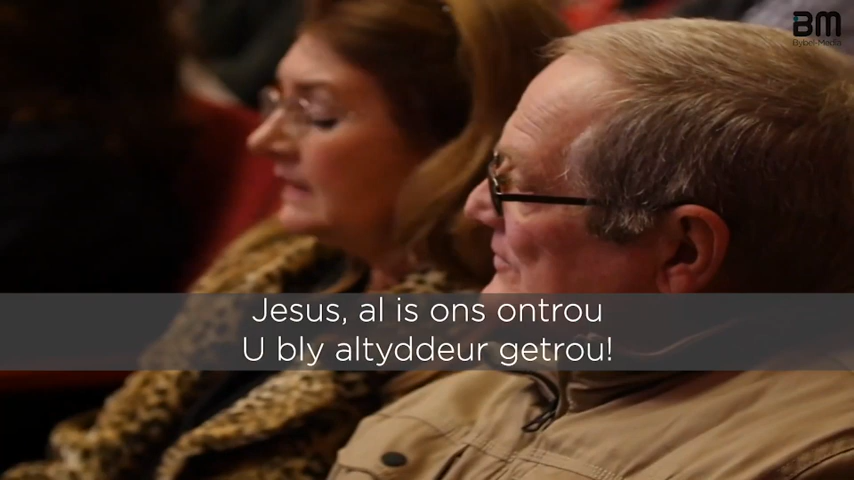 BM
Bybel-Media
Jesus, al is ons ontrou
U bly altyddeur getrou!